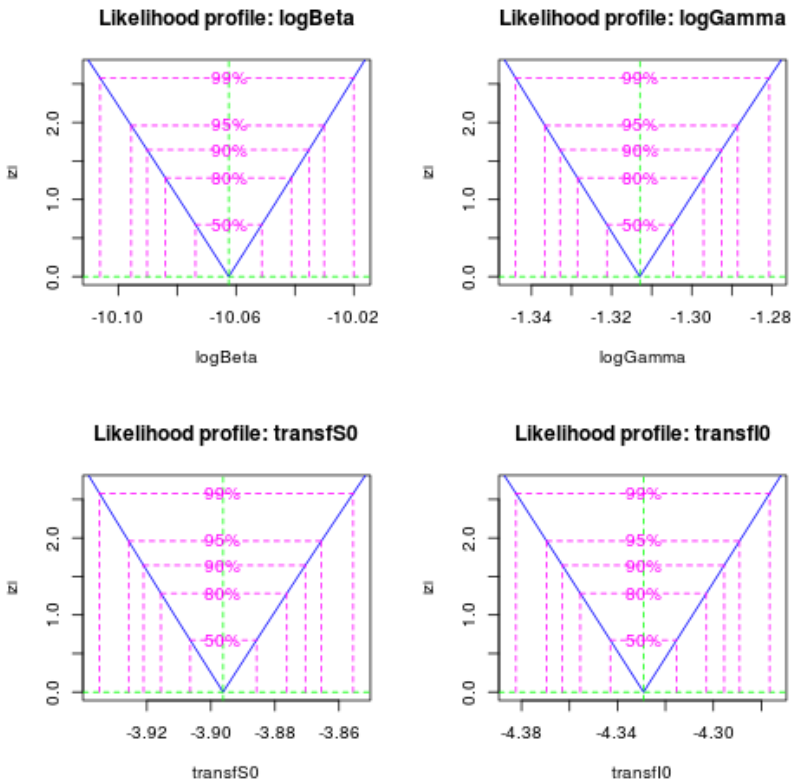 Likelihood profile: logBeta
|z|
2.0
1.0
0.0
99%
95%
90%
80%
50%
-10.10 -10.06 -10.02
logBeta
Likelihood profile: logGamma
|z|
2.0
1.0
0.0
99%
95%
90%
80%
50%
-1.34 -1.32 -1.30 -1.28
logGamma
Likelihood profile: transfS0
|z|
2.0
1.0
0.0
99%
95%
90%
80%
50%
-3.92 -3.90 -3.88 -3.86
transfS0
Likelihood profile: transfI0
|z|
2.0
1.0
0.0
99%
95%
90%
80%
50%
-4.38 -4.34 -4.30
transfI0